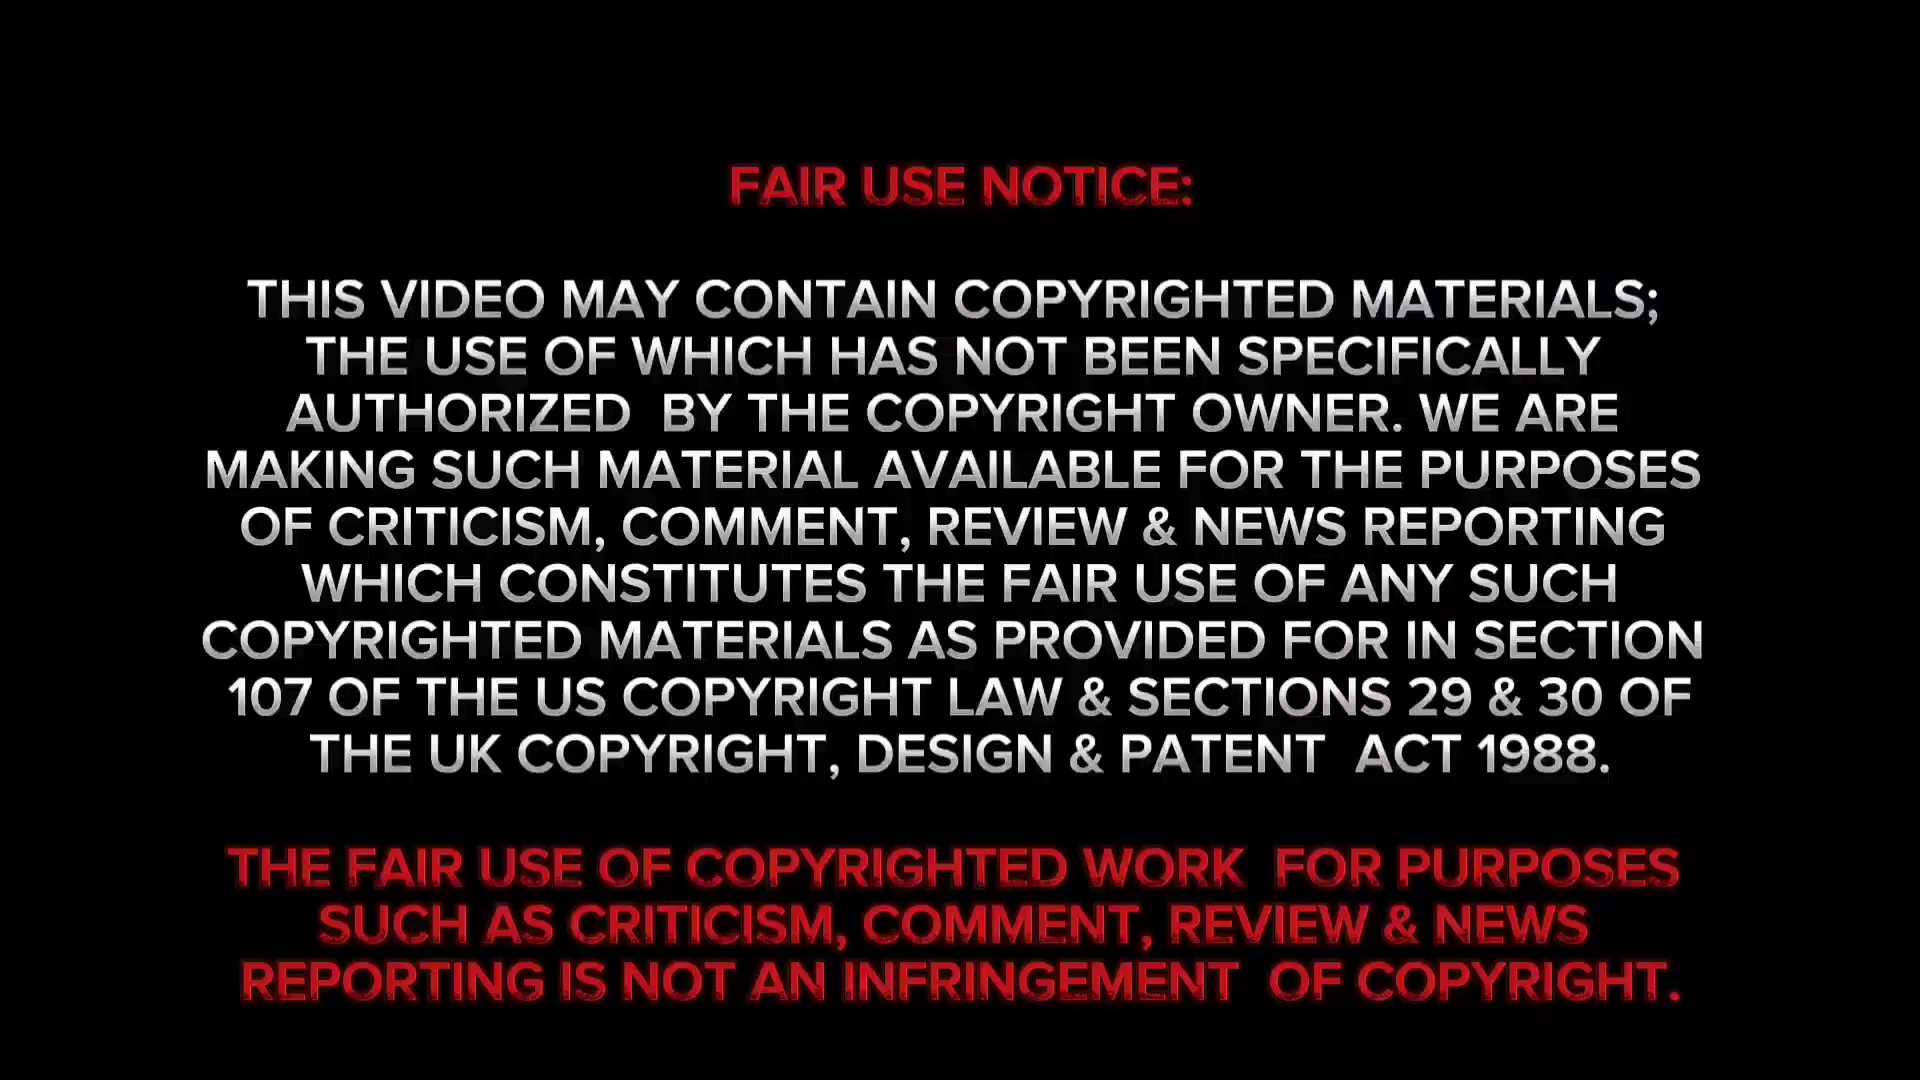 FAIR USE NOTICE:
THIS VIDEO MAY CONTAIN COPYRIGHTED MATERIALS;
THE USE OF WHICH HAS NOT BEEN SPECIFICALLY
AUTHORIZED  BY THE COPYRIGHT OWNER. WE ARE
MAKING SUCH MATERIAL AVAILABLE FOR THE PURPOSES
OF CRITICISM, COMMENT, REVIEW & NEWS REPORTING
WHICH CONSTITUTES THE FAIR USE OF ANY SUCH
COPYRIGHTED MATERIALS AS PROVIDED FOR IN SECTION
107 OF THE US COPYRIGHT LAW & SECTIONS 29 & 30 OF
THE UK COPYRIGHT, DESIGN & PATENT  ACT 1988.
THE FAIR USE OF COPYRIGHTED WORK  FOR PURPOSES
SUCH AS CRITICISM, COMMENT, REVIEW & NEWS
REPORTING IS NOT AN INFRINGEMENT  OF COPYRIGHT.